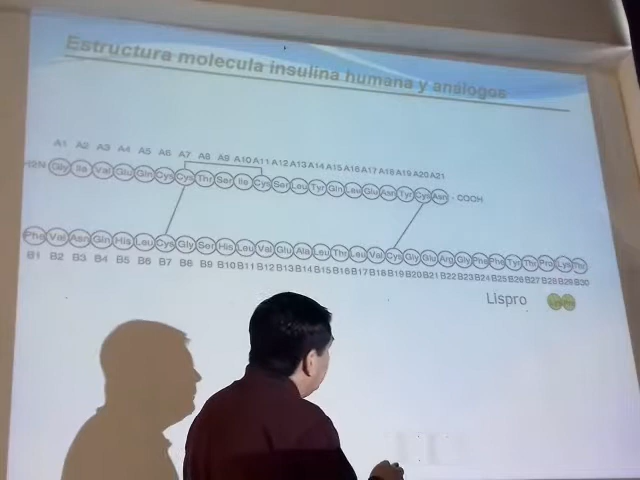 Estructura molecula insulina humana y analogos
A1 A2 A3 A4 A5 A6 A7 A8 A9 A10 A11 A12 A13 A14 A15 A16 A17 A18 A19 A20 A21
H2N Gly Ile Val Glu Gln Cys Cys Thr Ser Ile Cys Ser Leu Tyr Gln Leu Glu Asn Tyr Cys Asn - COOH
Phe Val Asn Gln His Leu Cys Gly Ser His Leu Val Glu Ala Leu Thr Leu Val Cys Gly Glu Arg Gly Phe Phe Tyr Thr Pro Lys Thr
B1 B2 B3 B4 B5 B6 B7 B8 B9 B10 B11 B12 B13 B14 B15 B16 B17 B18 B19 B20 B21 B22 B23 B24 B25 B26 B27 B28 B29 B30
Lispro